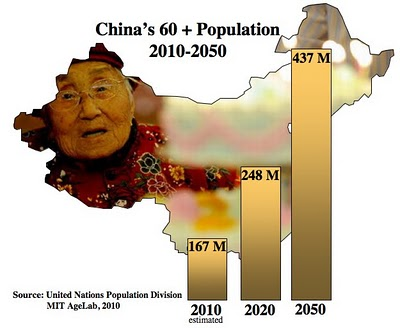 China's 60 + Population
2010-2050
437 M
248 M
167 M
2010
estimated
2020
2050
Source: United Nations Population Division
MIT AgeLab, 2010